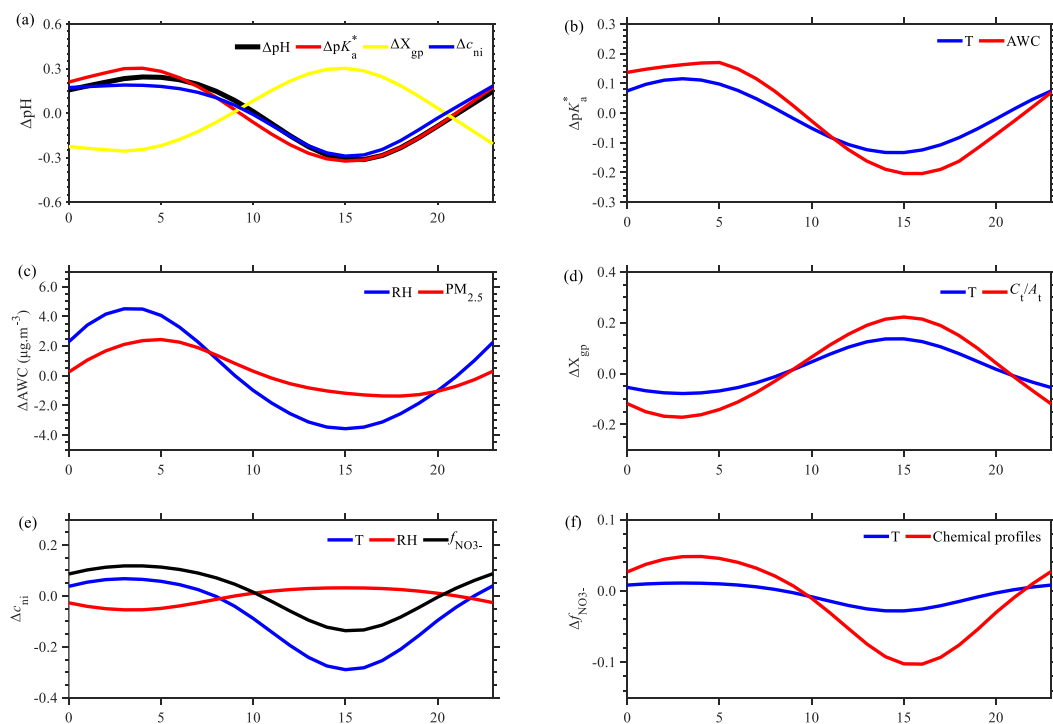 (a)
0.6
0.3
0.0
-0.3
-0.6
ΔpH
ΔpH ΔpK*a ΔXgp Δcni
0 5 10 15 20
(b)
0.3
0.2
0.1
0.0
-0.1
-0.2
-0.3
ΔpK*a
T AWC
0 5 10 15 20
(c)
6.0
4.0
2.0
0.0
-2.0
-4.0
ΔAWC (μg.m-3)
RH PM2.5
0 5 10 15 20
(d)
0.4
0.2
0.0
-0.2
ΔXgp
T Ct/At
0 5 10 15 20
(e)
0.2
0.0
-0.2
-0.4
Δcni
T RH fNO3-
0 5 10 15 20
(f)
0.1
0.0
-0.1
ΔfNO3-
T Chemical profiles
0 5 10 15 20